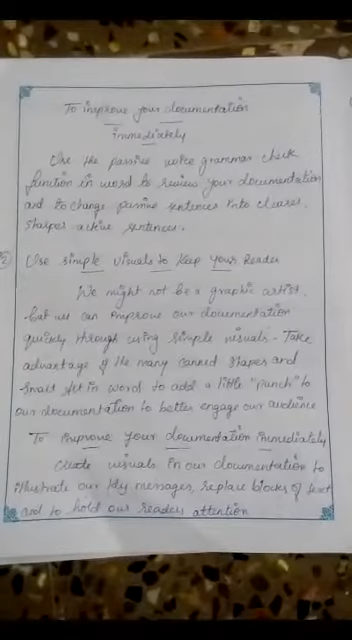 To improve your documentation
immediately
Use the passive voice grammar check
function in word to review your documentation
and to change passive sentences into clearer,
sharper active sentences.
② Use simple visuals to keep your Reader
We might not be a graphic artist,
but we can improve our documentation
quickly through using simple visuals. Take
advantage of the many canned shapes and
Smart Art in word to add a little "punch" to
our documentation to better engage our audience
To improve your documentation immediately
Create visuals in our documentation to
illustrate our key messages, replace blocks of text
and to hold our readers attention